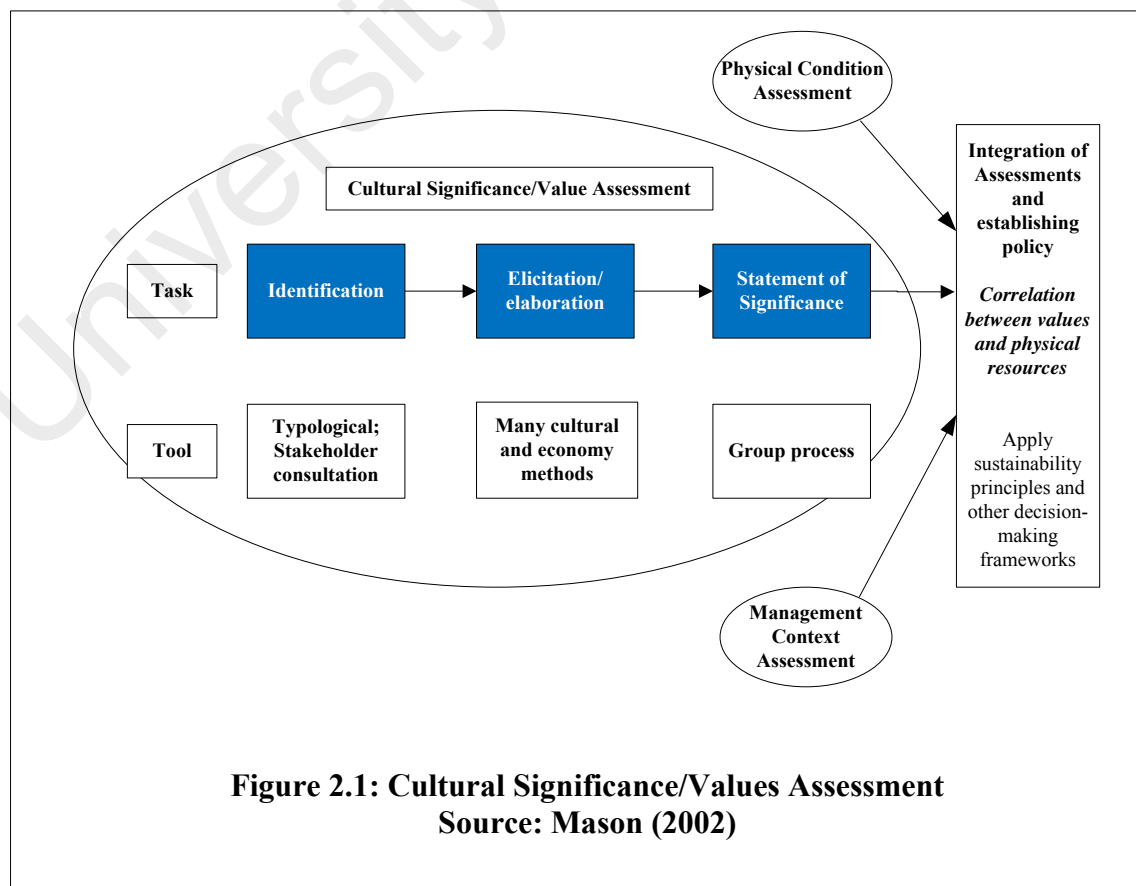 University
Physical Condition
Assessment
Cultural Significance/Value Assessment
Task
Identification
Elicitation/
elaboration
Statement of
Significance
Tool
Typological;
Stakeholder
consultation
Many cultural
and economy
methods
Group process
Integration of
Assessments
and
establishing
policy
Correlation
between values
and physical
resources
Apply
sustainability
principles and
other decision-
making
frameworks
Management
Context
Assessment
Figure 2.1: Cultural Significance/Values Assessment
Source: Mason (2002)